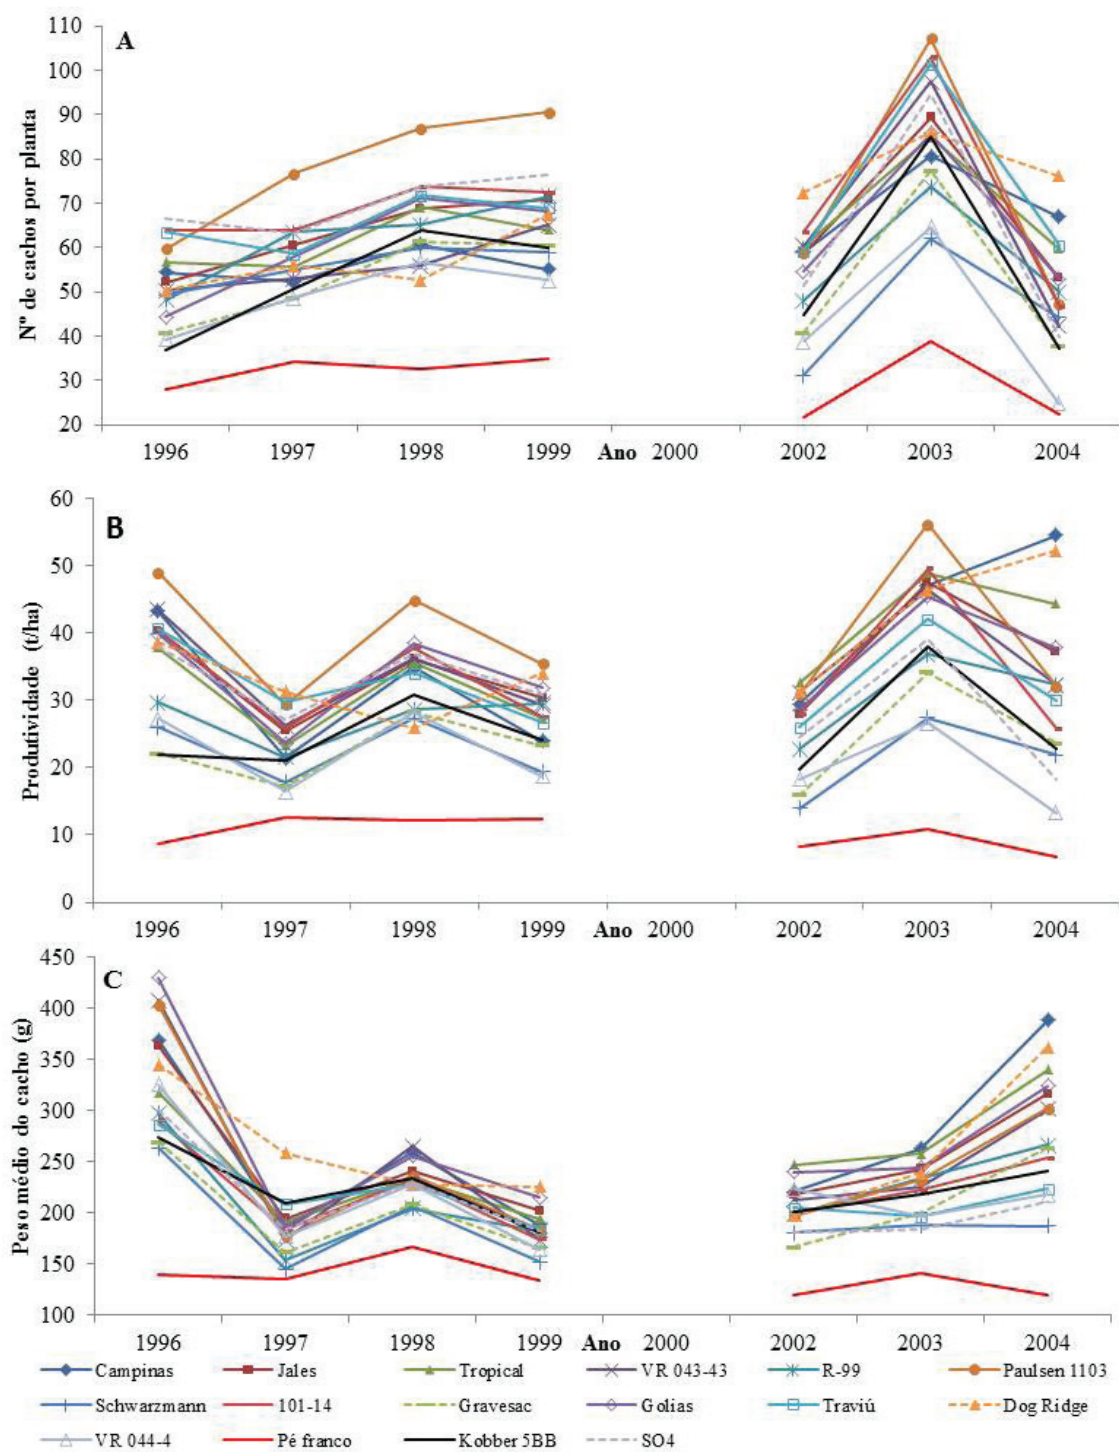 A
Nº de cachos por planta
110
100
90
80
70
60
50
40
30
20
1996 1997 1998 1999 Ano 2000 2002 2003 2004
B
Produtividade (t/ha)
60
50
40
30
20
10
0
1996 1997 1998 1999 Ano 2000 2002 2003 2004
C
Peso médio do cacho (g)
450
400
350
300
250
200
150
100
1996 1997 1998 1999 Ano 2000 2002 2003 2004
Campinas Jales Tropical VR 043-43 R-99 Paulsen 1103
Schwarzmann 101-14 Gravesac Golias Traviú Dog Ridge
VR 044-4 Pé franco Kobber 5BB SO4